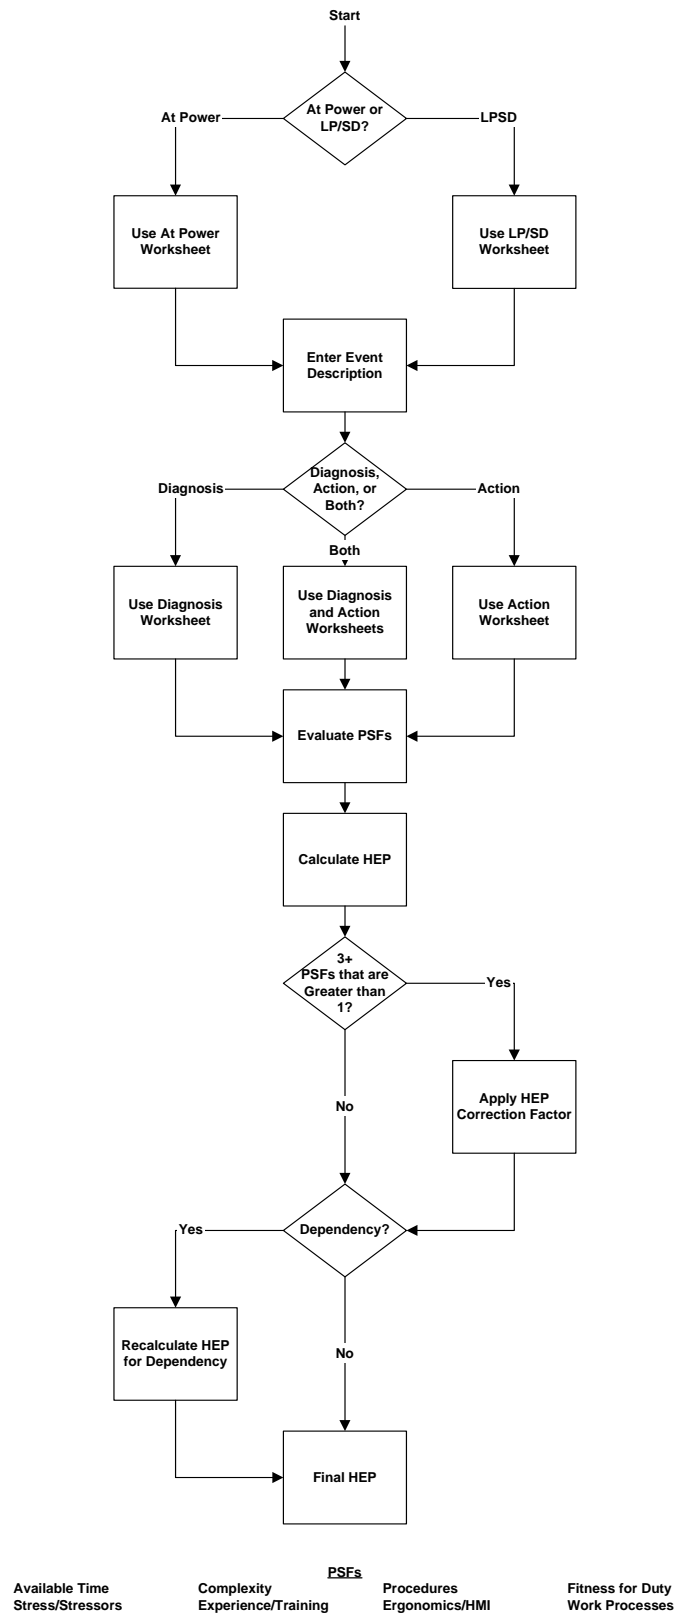 Start
At Power or
LP/SD?
At Power
LPSD
Use At Power
Worksheet
Use LP/SD
Worksheet
Enter Event
Description
Diagnosis,
Action, or
Both?
Diagnosis
Action
Both
Use Diagnosis
Worksheet
Use Diagnosis
and Action
Worksheets
Use Action
Worksheet
Evaluate PSFs
Calculate HEP
3+
PSFs that are
Greater than
1?
Yes
Apply HEP
Correction Factor
No
Dependency?
Yes
Recalculate HEP
for Dependency
No
Final HEP
PSFs
Available Time Complexity Procedures Fitness for Duty
Stress/Stressors Experience/Training Ergonomics/HMI Work Processes